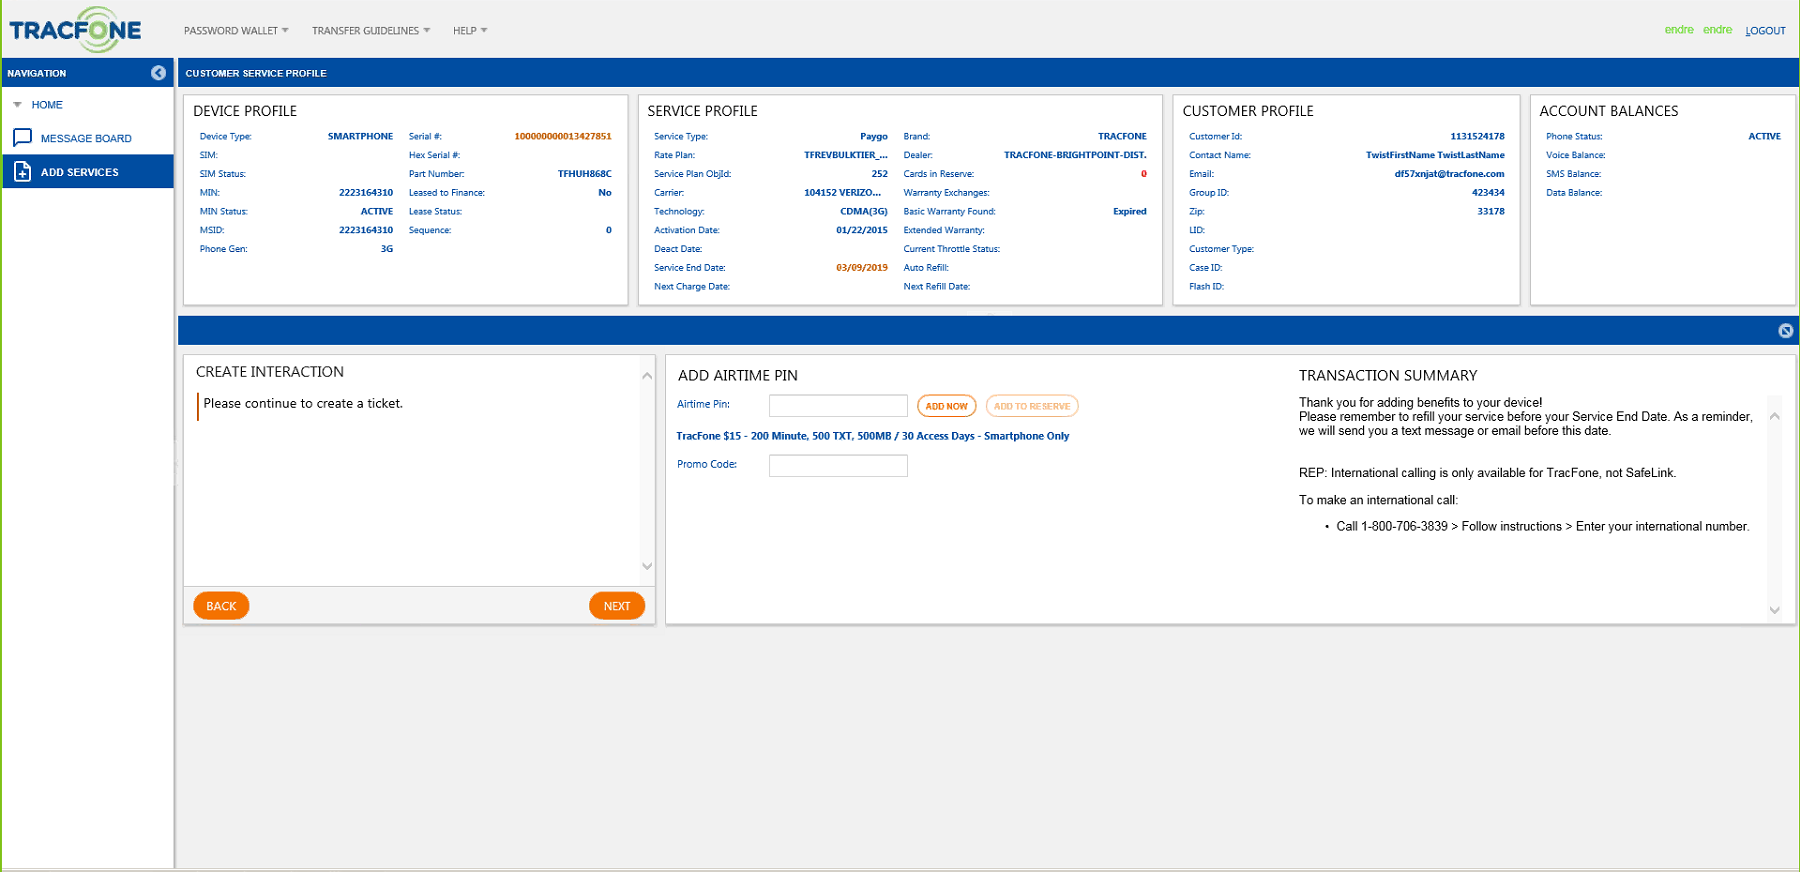 TRACFONE
PASSWORD WALLET
TRANSFER GUIDELINES
HELP
endre endre
LOGOUT
NAVIGATION
HOME
MESSAGE BOARD
ADD SERVICES
CUSTOMER SERVICE PROFILE
DEVICE PROFILE
Device Type: SMARTPHONE
SIM:
SIM Status:
MIN: 2223164310
MIN Status: ACTIVE
MSID: 2223164310
Phone Gen: 3G
Serial #: 100000000013427851
Hex Serial #:
Part Number: TFHUH868C
Leased to Finance: No
Lease Status:
Sequence: 0
SERVICE PROFILE
Service Type: Paygo
Rate Plan: TFREVBULKTIER_...
Service Plan ObjId: 252
Carrier: 104152 VERIZO...
Technology: CDMA(3G)
Activation Date: 01/22/2015
Deact Date:
Service End Date: 03/09/2019
Next Charge Date:
Brand: TRACFONE
Dealer: TRACFONE-BRIGHTPOINT-DIST.
Cards in Reserve: 0
Warranty Exchanges:
Basic Warranty Found: Expired
Extended Warranty:
Current Throttle Status:
Auto Refill:
Next Refill Date:
CUSTOMER PROFILE
Customer Id: 1131524178
Contact Name: TwistFirstName TwistLastName
Email: df57xnjat@tracfone.com
Group ID: 423434
Zip: 33178
LID:
Customer Type:
Case ID:
Flash ID:
ACCOUNT BALANCES
Phone Status: ACTIVE
Voice Balance:
SMS Balance:
Data Balance:
CREATE INTERACTION
Please continue to create a ticket.
BACK
NEXT
ADD AIRTIME PIN
Airtime Pin:
ADD NOW
ADD TO RESERVE
TracFone $15 - 200 Minute, 500 TXT, 500MB / 30 Access Days - Smartphone Only
Promo Code:
TRANSACTION SUMMARY
Thank you for adding benefits to your device!
Please remember to refill your service before your Service End Date. As a reminder,
we will send you a text message or email before this date.
REP: International calling is only available for TracFone, not SafeLink.
To make an international call:
• Call 1-800-706-3839 > Follow instructions > Enter your international number.